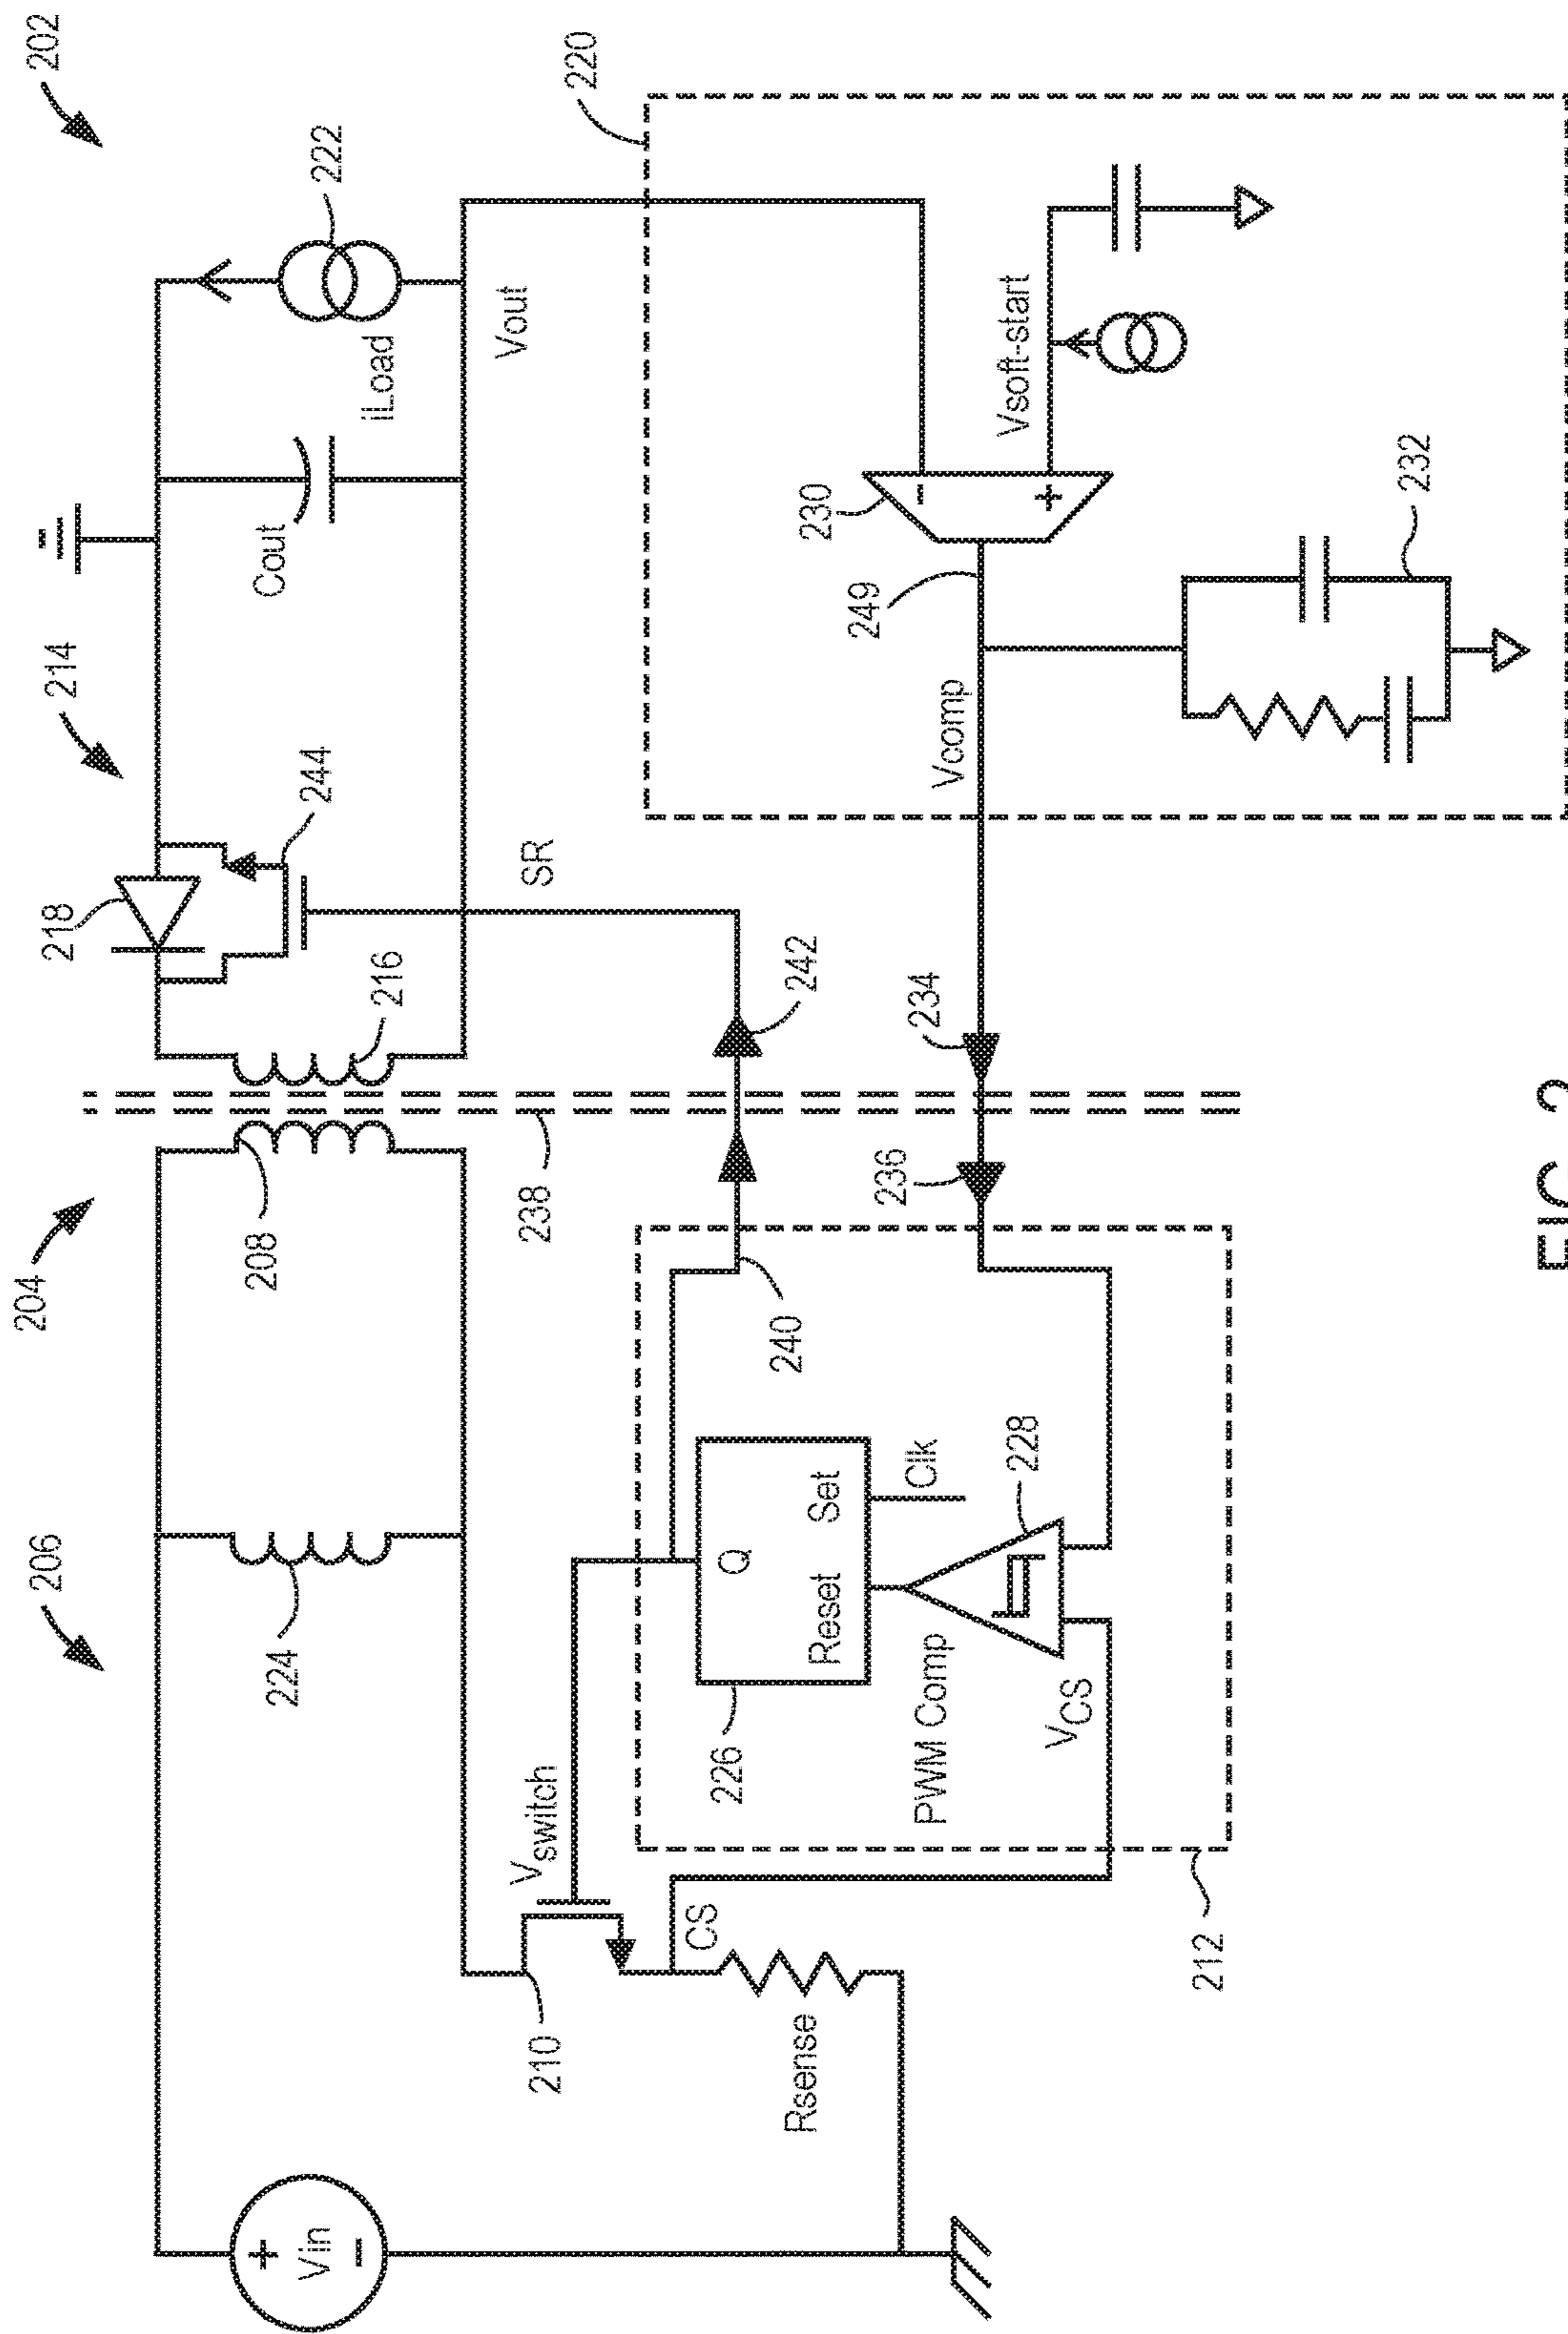 202
204
206
214
218
244
216
208
224
238
Cout
iLoad
222
Vout
SR
242
240
234
236
Vin
+
−
210
Vswitch
CS
Rsense
212
226
Q
Reset
Set
Clk
PWM Comp
228
VCS
220
230
−
+
249
Vcomp
Vsoft-start
232